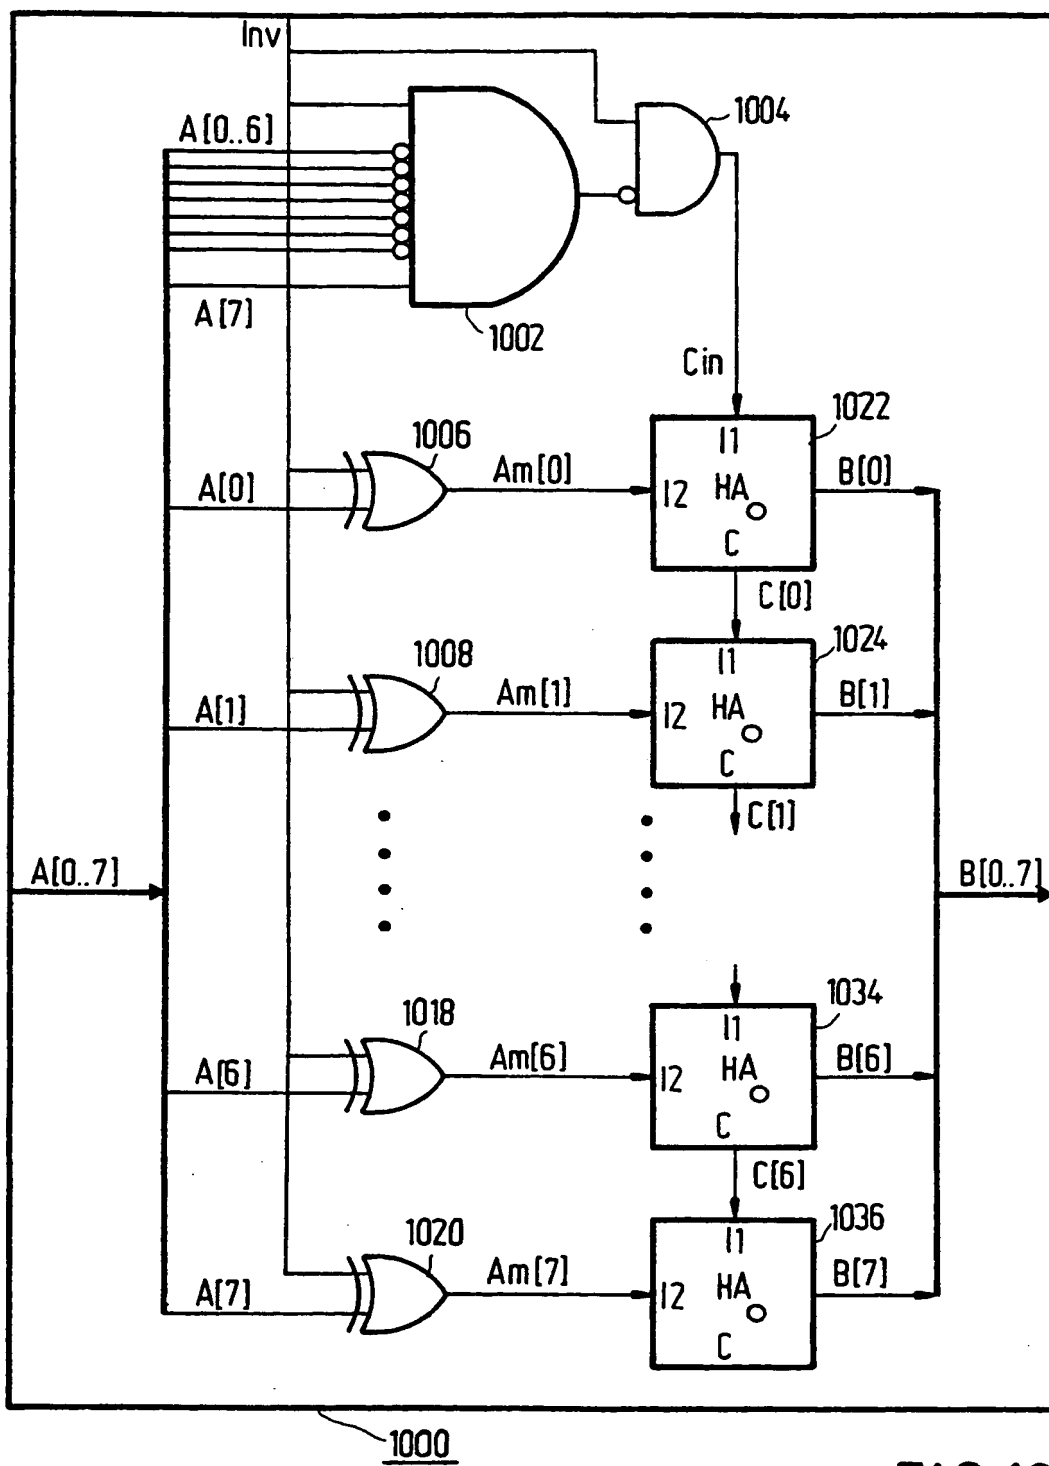 Inv
1004
A[0..6]
A[7]
1002
Cin
1022
1006
I1
A[0]
Am[0]
I2
HA
O
B[0]
C
C[0]
1024
1008
I1
A[1]
Am[1]
I2
HA
O
B[1]
C
C[1]
A[0..7]
B[0..7]
1034
1018
I1
A[6]
Am[6]
I2
HA
O
B[6]
C
C[6]
1036
1020
I1
A[7]
Am[7]
I2
HA
O
B[7]
C
1000